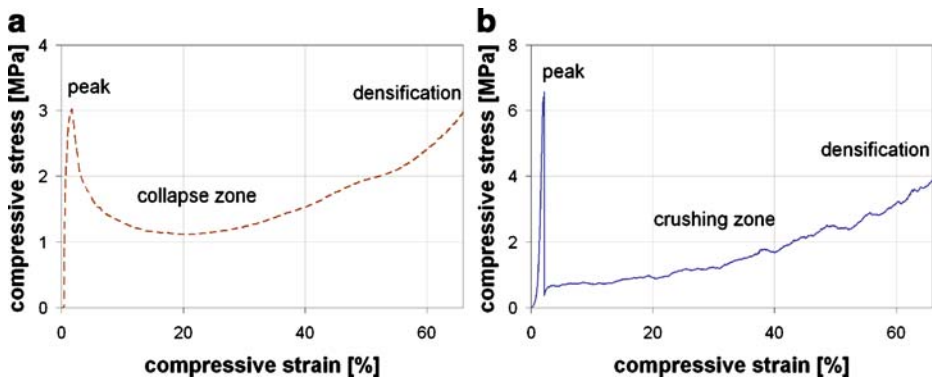 a
compressive stress [MPa]
4
3
2
1
0
peak
collapse zone
densification
0
20
40
60
compressive strain [%]
b
compressive stress [MPa]
8
6
4
2
0
peak
crushing zone
densification
0
20
40
60
compressive strain [%]